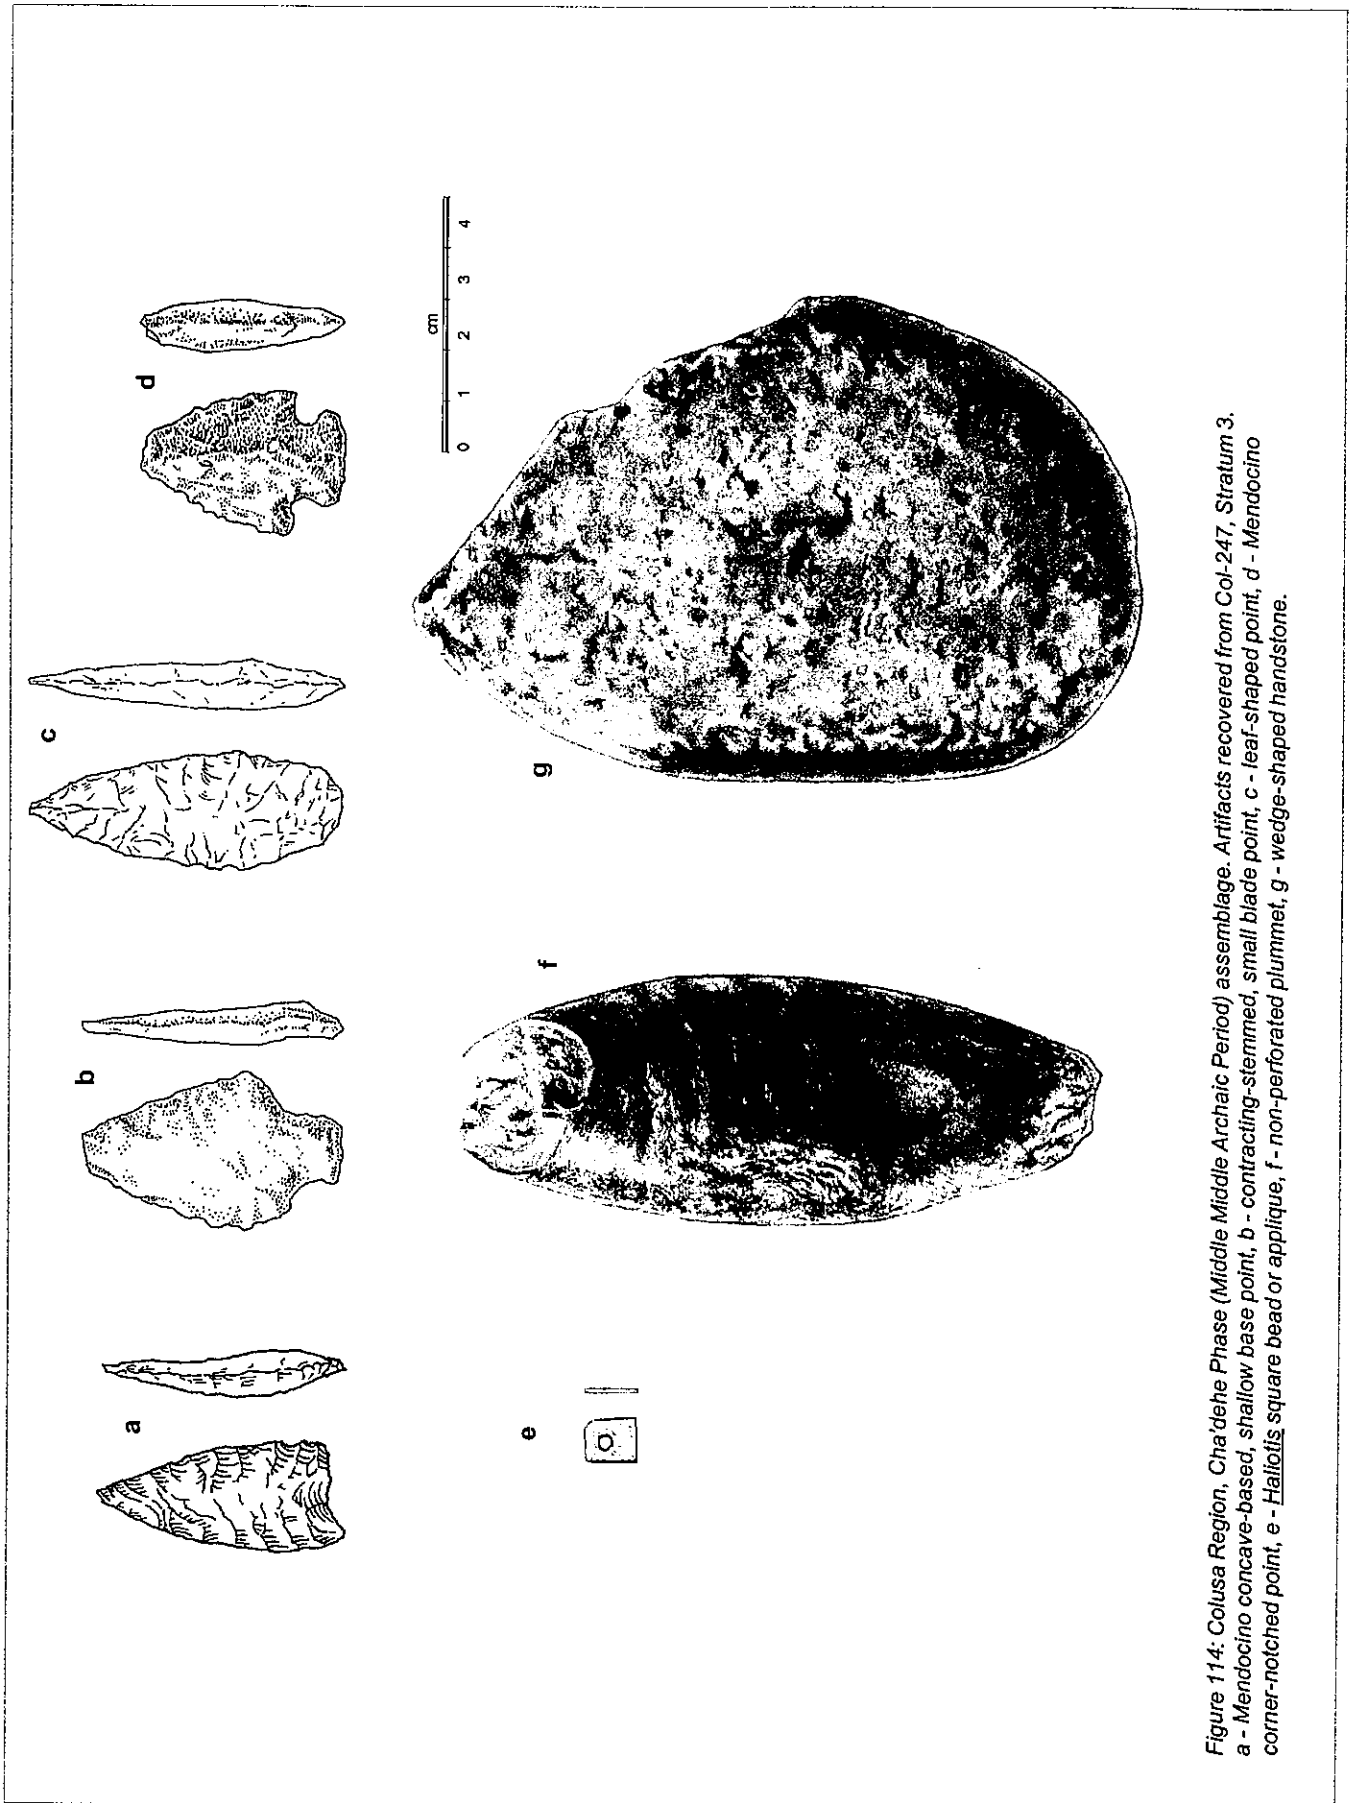 a
b
c
d
cm
0 1 2 3 4
e
f
g
Figure 114: Colusa Region, Cha'dehe Phase (Middle Middle Archaic Period) assemblage. Artifacts recovered from Col-247, Stratum 3.
a - Mendocino concave-based, shallow base point, b - contracting-stemmed, small blade point, c - leaf-shaped point, d - Mendocino
corner-notched point, e - Haliotis square bead or applique, f - non-perforated plummet, g - wedge-shaped handstone.